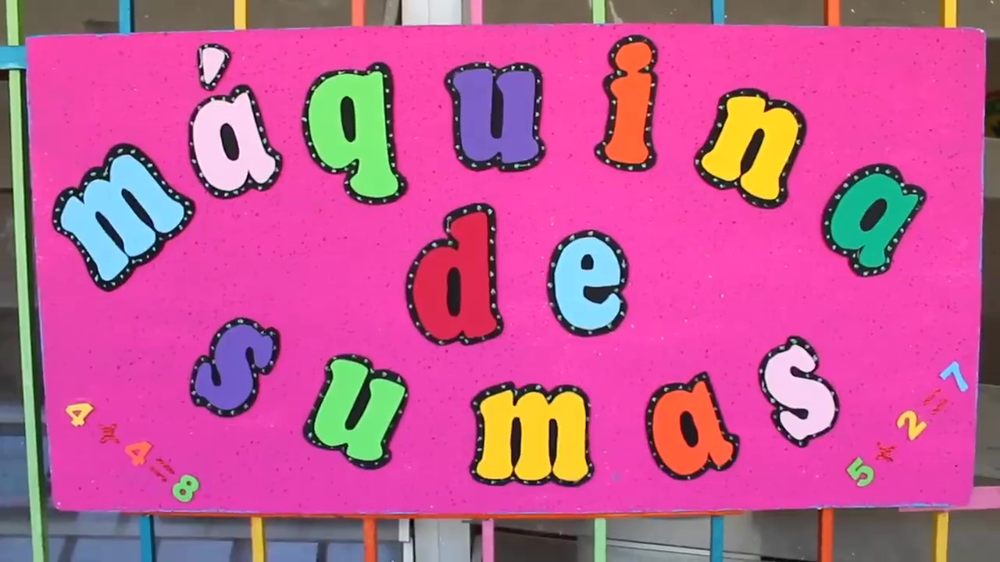 máquina
de
sumas
4 + 4 = 8
5 + 2 = 7